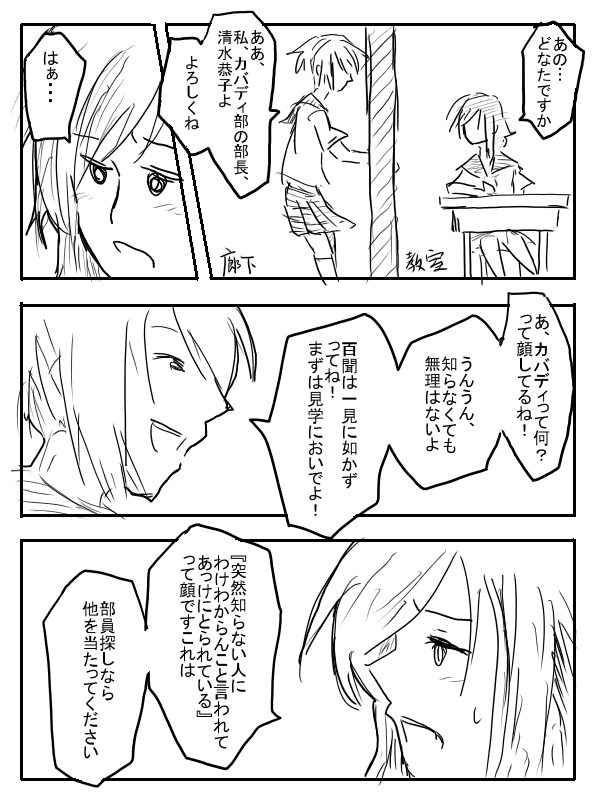 あの…
どなたですか
ああ、
私、カバディ部の部長、
清水恭子よ
よろしくね
教室
廊下
はぁ・・
あ、カバディって何？
って顔してるね！
うんうん、
知らなくても
無理はないよ
百聞は一見に如かず
ってね！
まずは見学においでよ！
『突然知らない人に
わけわからんこと言われて
あっけにとられている』
って顔ですこれは
部員探しなら
他を当たってください